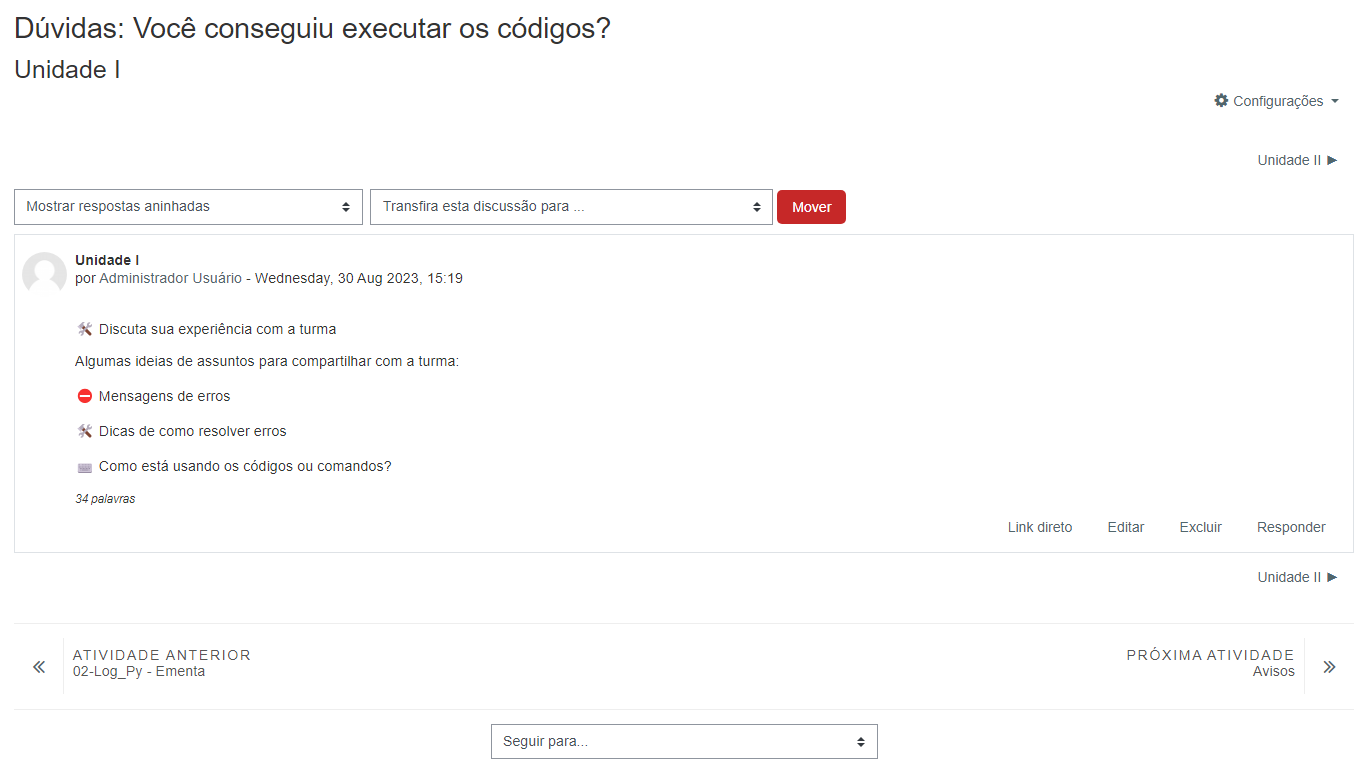 Dúvidas: Você conseguiu executar os códigos?
Unidade I
Configurações
Unidade II ►
Mostrar respostas aninhadas
Transfira esta discussão para ...
Mover
Unidade I
por Administrador Usuário - Wednesday, 30 Aug 2023, 15:19
🛠 Discuta sua experiência com a turma
Algumas ideias de assuntos para compartilhar com a turma:
⛔ Mensagens de erros
🛠 Dicas de como resolver erros
⌨ Como está usando os códigos ou comandos?
34 palavras
Link direto Editar Excluir Responder
Unidade II ►
ATIVIDADE ANTERIOR
02-Log_Py - Ementa
PRÓXIMA ATIVIDADE
Avisos
Seguir para...